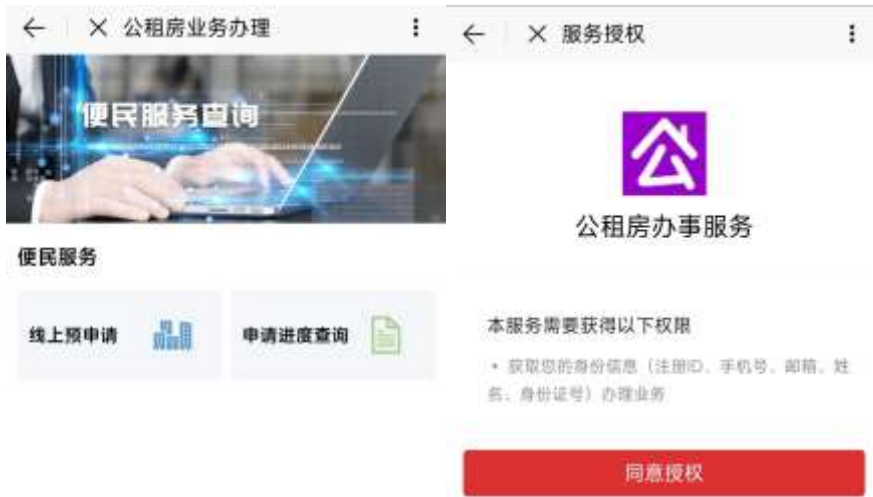 公租房业务办理
便民服务查询
便民服务
线上预申请
申请进度查询
服务授权
公
公租房办事服务
本服务需要获得以下权限
• 获取您的身份信息（注册ID、手机号、邮箱、姓
名、身份证号）办理业务
同意授权